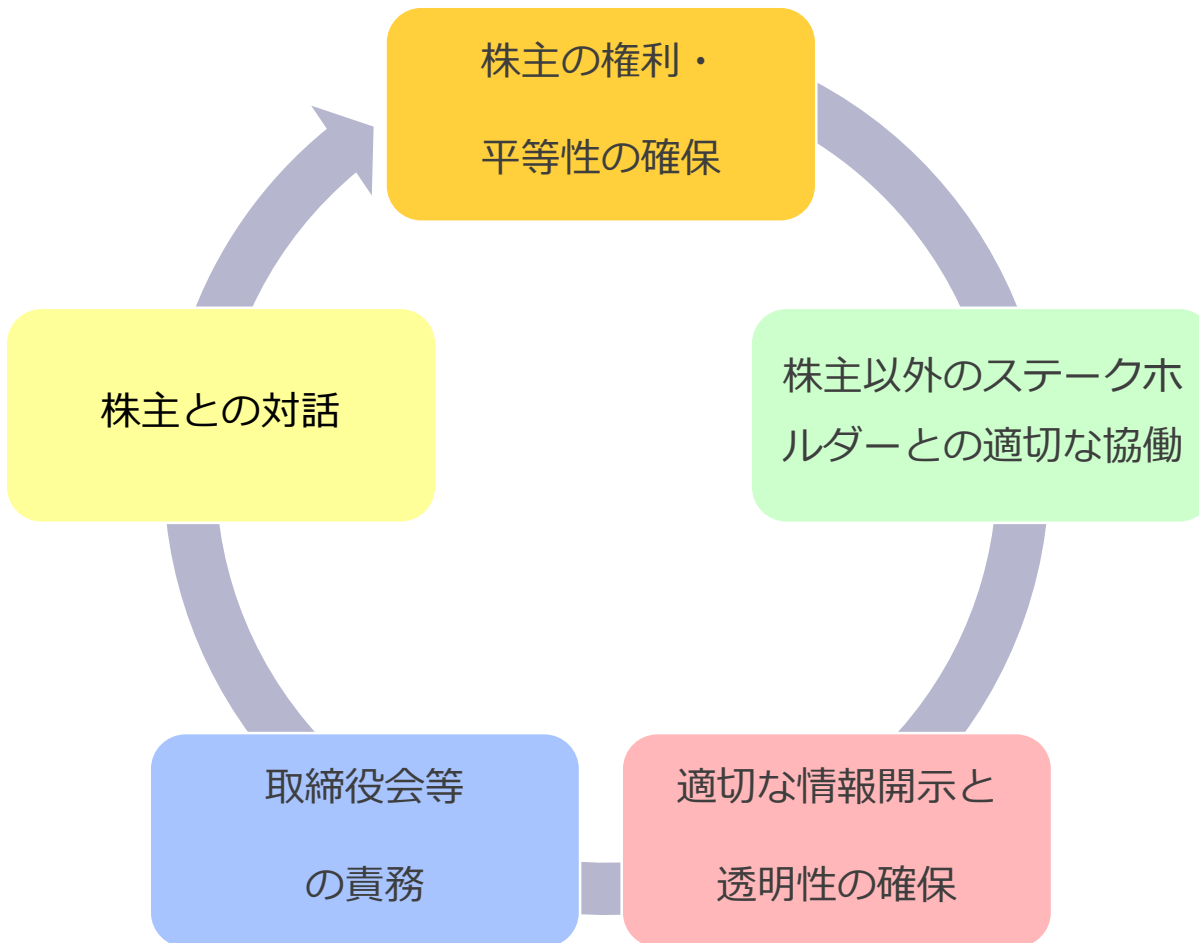 株主の権利・
平等性の確保
株主以外のステークホ
ルダーとの適切な協働
適切な情報開示と
透明性の確保
取締役会等
の責務
株主との対話